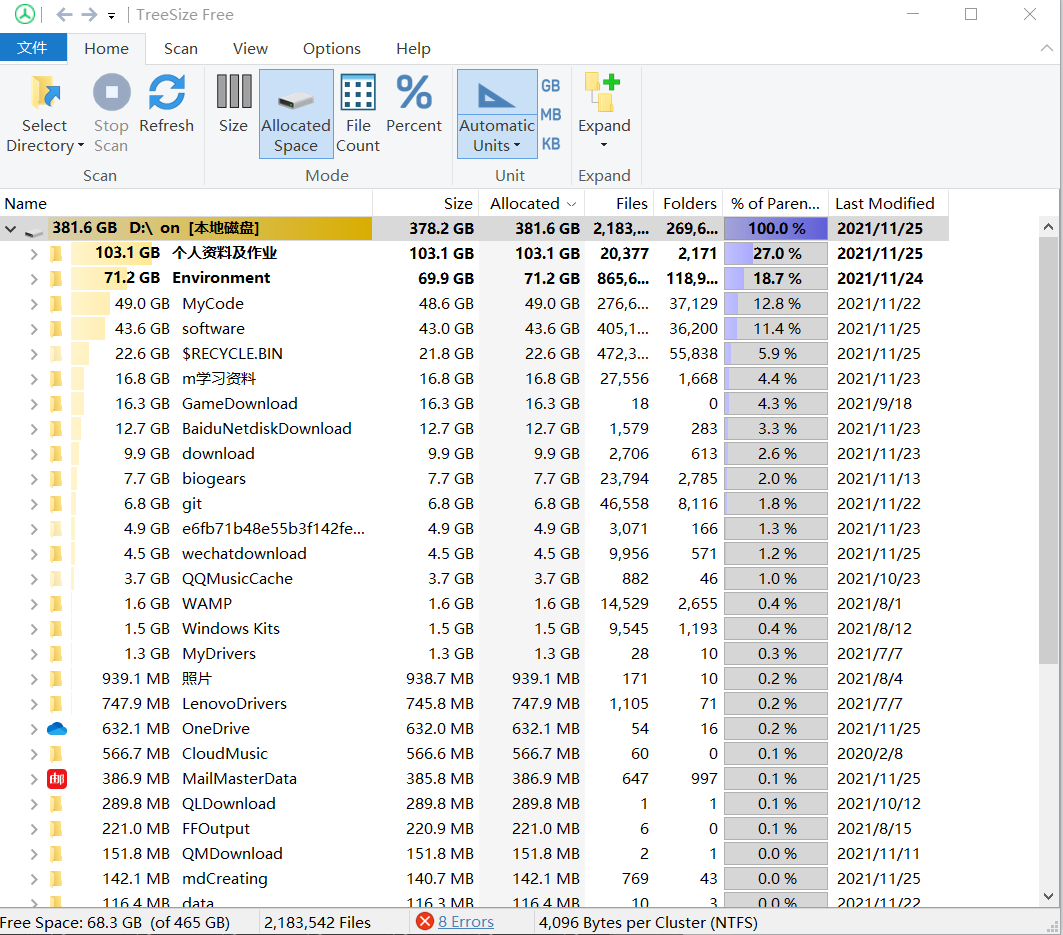 TreeSize Free
文件 Home Scan View Options Help
Select Directory Stop Scan Refresh Size Allocated Space File Count Percent Automatic Units GB MB KB Expand
Scan Mode Unit Expand
Name Size Allocated Files Folders % of Paren... Last Modified
381.6 GB D:\ on [本地磁盘] 378.2 GB 381.6 GB 2,183,... 269,6... 100.0 % 2021/11/25
103.1 GB 个人资料及作业 103.1 GB 103.1 GB 20,377 2,171 27.0 % 2021/11/25
71.2 GB Environment 69.9 GB 71.2 GB 865,6... 118,9... 18.7 % 2021/11/24
49.0 GB MyCode 48.6 GB 49.0 GB 276,6... 37,129 12.8 % 2021/11/22
43.6 GB software 43.0 GB 43.6 GB 405,1... 36,200 11.4 % 2021/11/25
22.6 GB $RECYCLE.BIN 21.8 GB 22.6 GB 472,3... 55,838 5.9 % 2021/11/25
16.8 GB m学习资料 16.8 GB 16.8 GB 27,556 1,668 4.4 % 2021/11/23
16.3 GB GameDownload 16.3 GB 16.3 GB 18 0 4.3 % 2021/9/18
12.7 GB BaiduNetdiskDownload 12.7 GB 12.7 GB 1,579 283 3.3 % 2021/11/23
9.9 GB download 9.9 GB 9.9 GB 2,706 613 2.6 % 2021/11/23
7.7 GB biogears 7.7 GB 7.7 GB 23,794 2,785 2.0 % 2021/11/13
6.8 GB git 6.8 GB 6.8 GB 46,558 8,116 1.8 % 2021/11/22
4.9 GB e6fb71b48e55b3f142fe... 4.9 GB 4.9 GB 3,071 166 1.3 % 2021/11/23
4.5 GB wechatdownload 4.5 GB 4.5 GB 9,956 571 1.2 % 2021/11/25
3.7 GB QQMusicCache 3.7 GB 3.7 GB 882 46 1.0 % 2021/10/23
1.6 GB WAMP 1.6 GB 1.6 GB 14,529 2,655 0.4 % 2021/8/1
1.5 GB Windows Kits 1.5 GB 1.5 GB 9,545 1,193 0.4 % 2021/8/12
1.3 GB MyDrivers 1.3 GB 1.3 GB 28 10 0.3 % 2021/7/7
939.1 MB 照片 938.7 MB 939.1 MB 171 10 0.2 % 2021/8/4
747.9 MB LenovoDrivers 745.8 MB 747.9 MB 1,105 71 0.2 % 2021/7/7
632.1 MB OneDrive 632.0 MB 632.1 MB 54 16 0.2 % 2021/11/25
566.7 MB CloudMusic 566.6 MB 566.7 MB 60 0 0.1 % 2020/2/8
386.9 MB MailMasterData 385.8 MB 386.9 MB 647 997 0.1 % 2021/11/25
289.8 MB QLDownload 289.8 MB 289.8 MB 1 1 0.1 % 2021/10/12
221.0 MB FFOutput 220.9 MB 221.0 MB 6 0 0.1 % 2021/8/15
151.8 MB QMDownload 151.8 MB 151.8 MB 2 1 0.0 % 2021/11/11
142.1 MB mdCreating 140.7 MB 142.1 MB 769 43 0.0 % 2021/11/25
116.4 MB data 116.3 MB 116.4 MB 10 3 0.0 % 2021/11/22
Free Space: 68.3 GB (of 465 GB) 2,183,542 Files 8 Errors 4,096 Bytes per Cluster (NTFS)